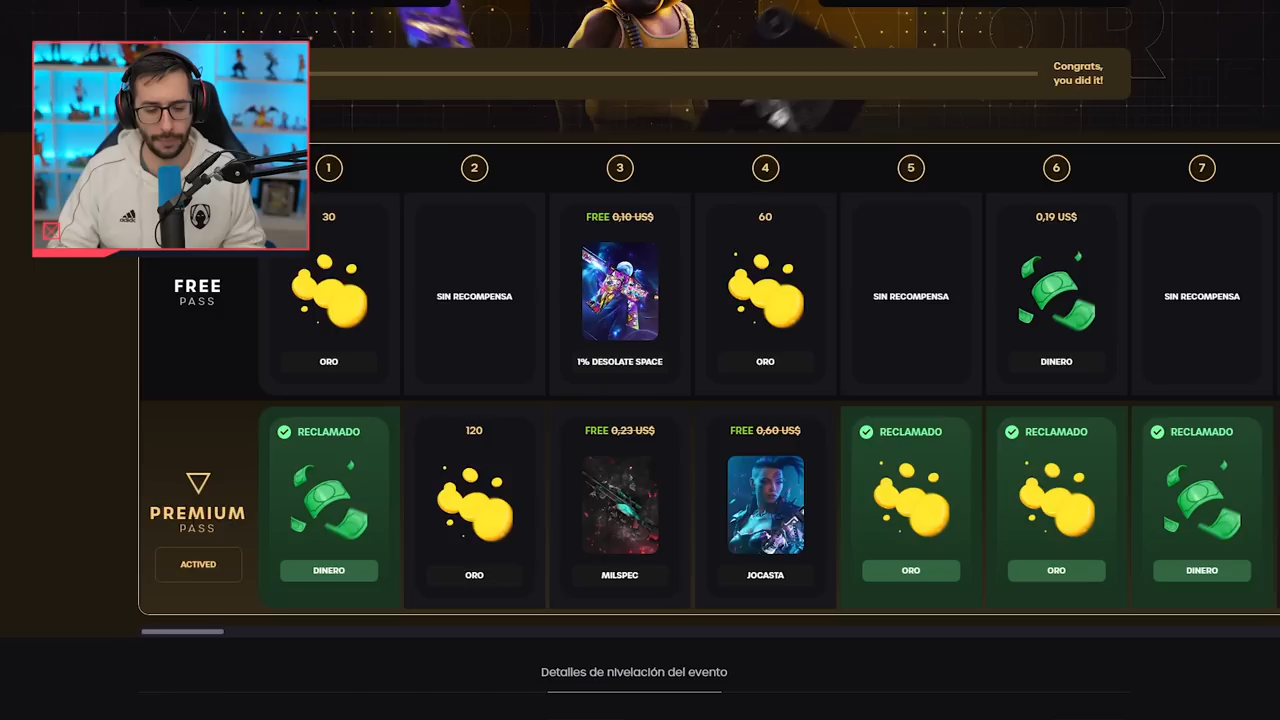 Congrats,
you did it!
1
2
3
4
5
6
7
FREE
PASS
30
ORO
SIN RECOMPENSA
FREE 0,10 US$
1% DESOLATE SPACE
60
ORO
SIN RECOMPENSA
0,19 US$
DINERO
SIN RECOMPENSA
PREMIUM
PASS
ACTIVED
RECLAMADO
DINERO
120
ORO
FREE 0,23 US$
MILSPEC
FREE 0,60 US$
JOCASTA
RECLAMADO
ORO
RECLAMADO
ORO
RECLAMADO
DINERO
Detalles de nivelación del evento